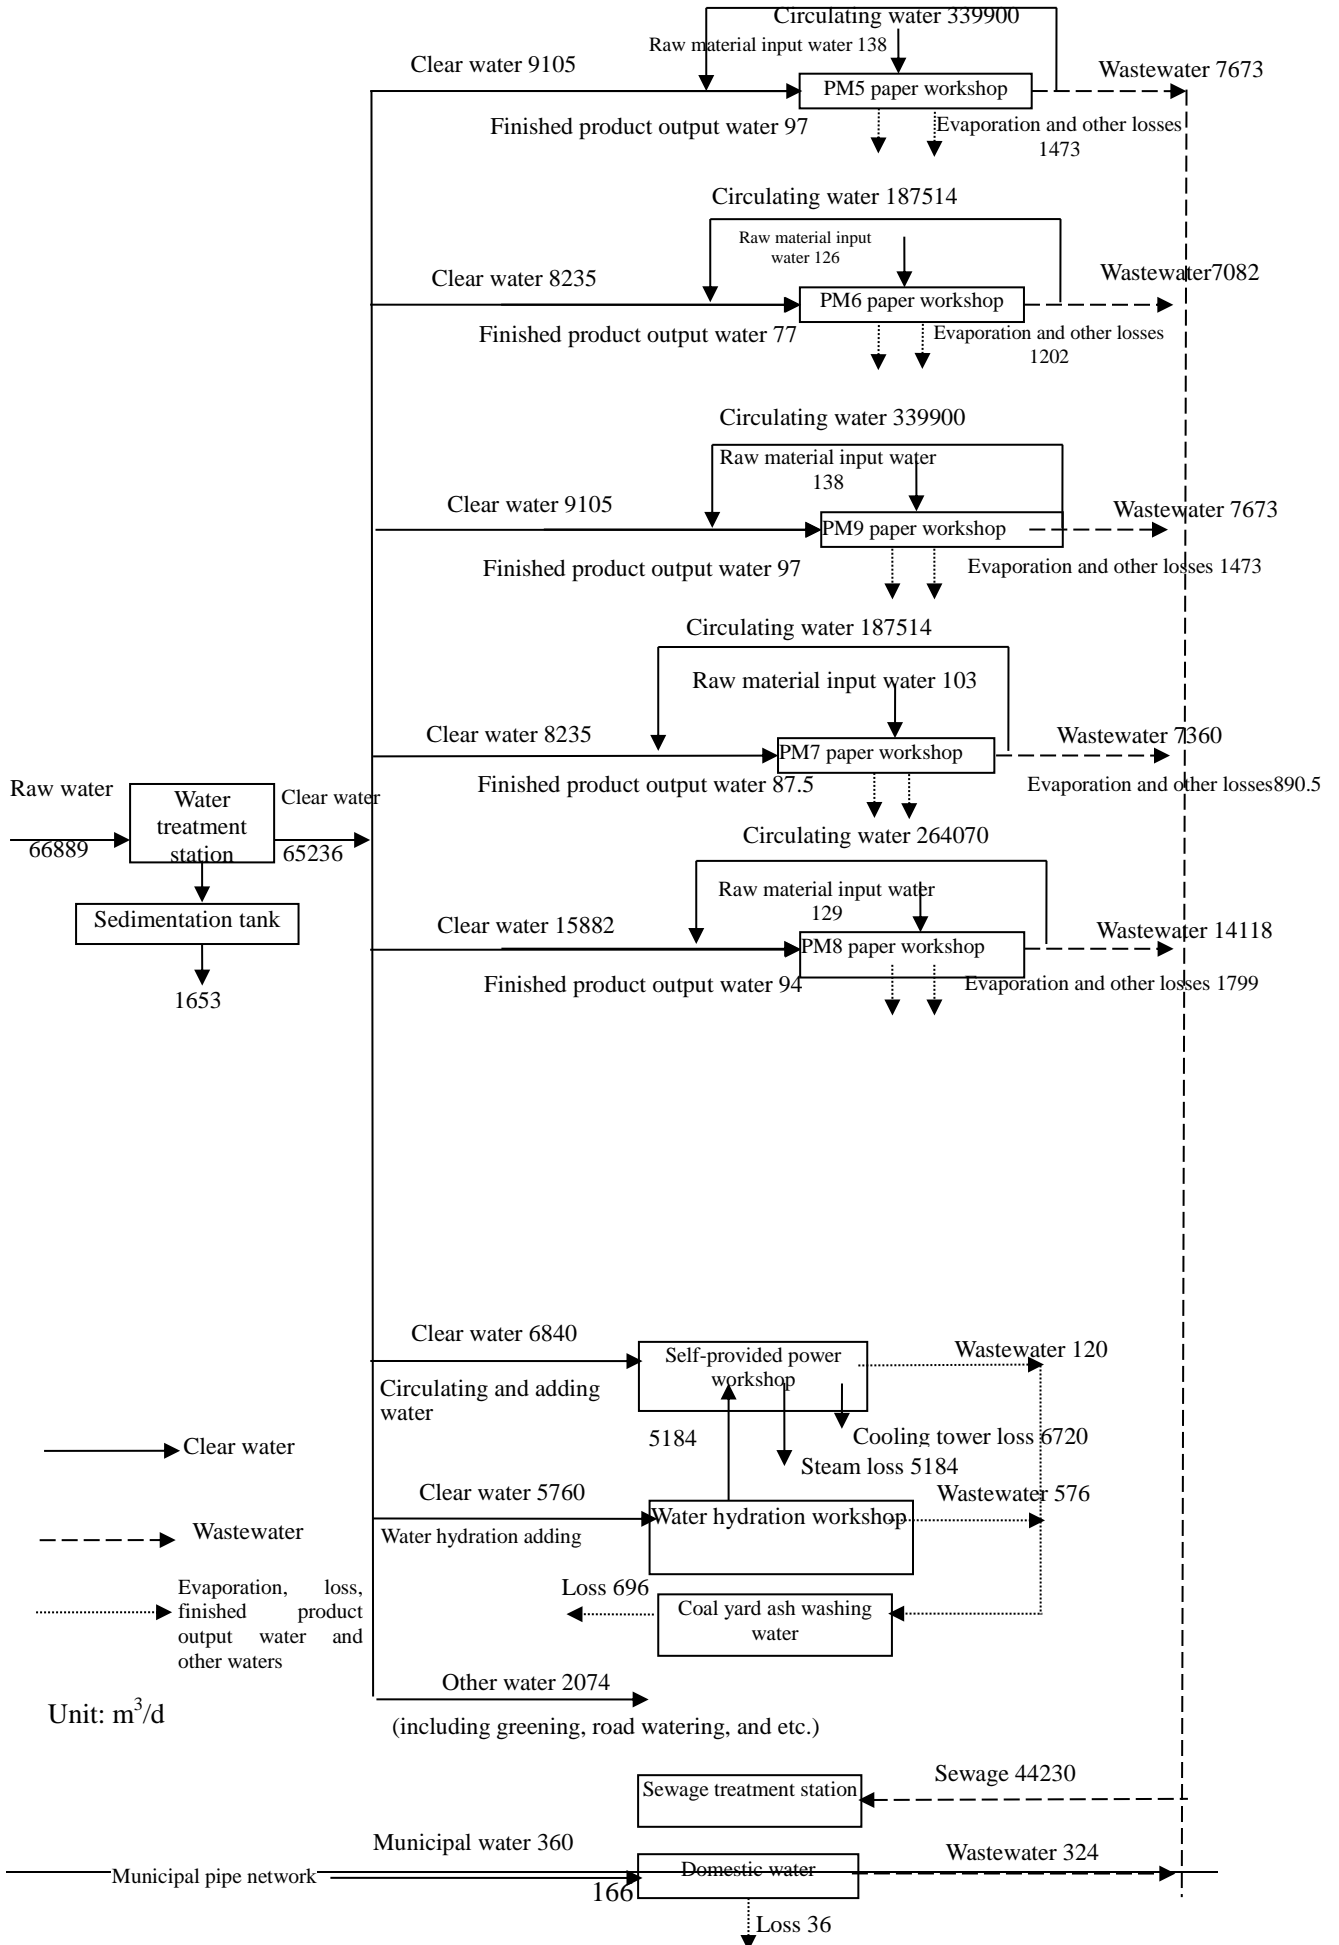 Circulating water 339900
Raw material input water 138
Clear water 9105
PM5 paper workshop
Wastewater 7673
Finished product output water 97
Evaporation and other losses
1473
Circulating water 187514
Raw material input
water 126
Clear water 8235
PM6 paper workshop
Wastewater7082
Finished product output water 77
Evaporation and other losses
1202
Circulating water 339900
Raw material input water
138
Clear water 9105
PM9 paper workshop
Wastewater 7673
Finished product output water 97
Evaporation and other losses 1473
Circulating water 187514
Raw material input water 103
Clear water 8235
PM7 paper workshop
Wastewater 7360
Finished product output water 87.5
Evaporation and other losses890.5
Raw water
66889
Water
treatment
station
Clear water
65236
Sedimentation tank
1653
Circulating water 264070
Raw material input water
129
Clear water 15882
PM8 paper workshop
Wastewater 14118
Finished product output water 94
Evaporation and other losses 1799
Clear water 6840
Circulating and adding
water
Self-provided power
workshop
Wastewater 120
5184
Cooling tower loss 6720
Steam loss 5184
Clear water 5760
Water hydration adding
Water hydration workshop
Wastewater 576
Loss 696
Coal yard ash washing
water
Clear water
Wastewater
Evaporation, loss,
finished product
output water and
other waters
Unit: m³/d
Other water 2074
(including greening, road watering, and etc.)
Sewage treatment station
Sewage 44230
Municipal pipe network
Municipal water 360
Domestic water
Wastewater 324
Loss 36
166